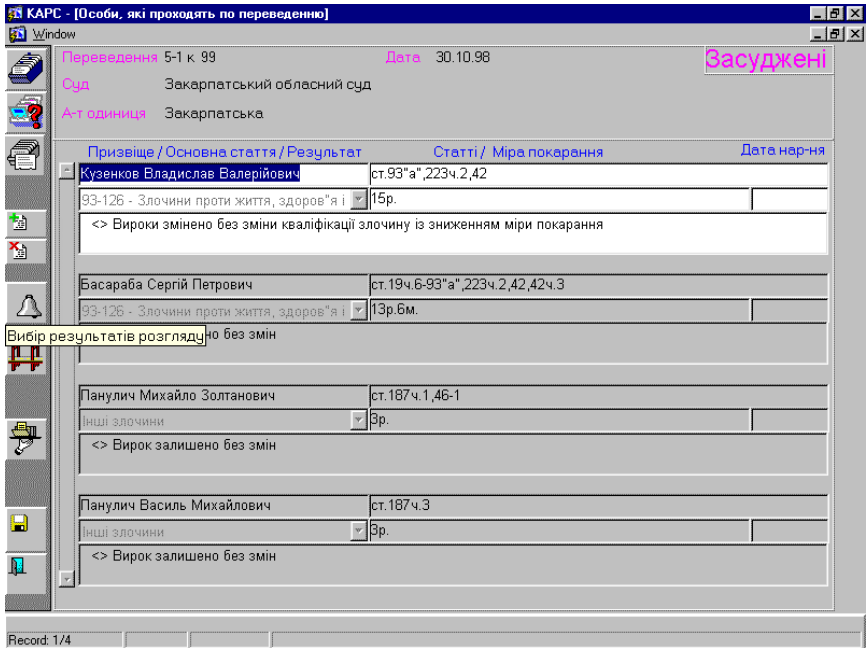 КАРС - [Особи, які проходять по переведенню]
Window
Переведення 5-1 к 99 Дата 30.10.98 Засуджені
Суд Закарпатський обласний суд
А-т одиниця Закарпатська
Призвіще / Основна стаття / Результат Статті / Міра покарання Дата нар-ня
Кузенков Владислав Валерійович ст.93"а",223ч.2,42
93-126 - Злочини проти життя, здоров"я і 15р.
<> Вироки змінено без зміни кваліфікації злочину із зниженням міри покарання
Басараба Сергій Петрович ст.19ч.6-93"а",223ч.2,42,42ч.3
93-126 - Злочини проти життя, здоров"я і 13р.6м.
Вибір результатів розгляду но без змін
Панулич Михайло Золтанович ст.187ч.1,46-1
Інші злочини 3р.
<> Вирок залишено без змін
Панулич Василь Михайлович ст.187ч.3
Інші злочини 3р.
<> Вирок залишено без змін
Record: 1/4